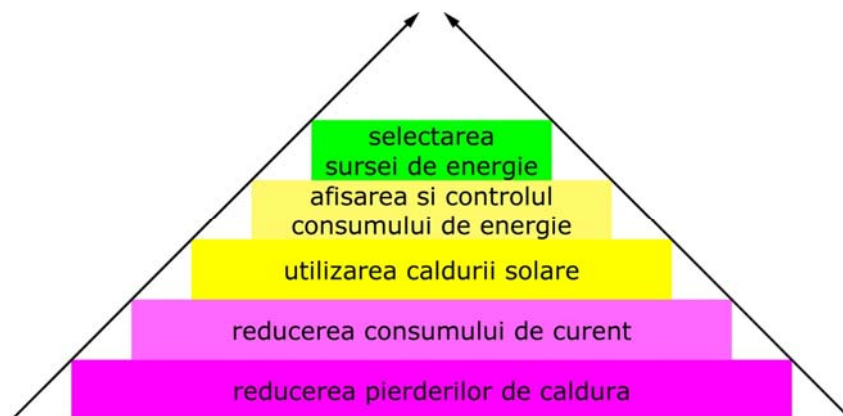 selectarea
sursei de energie
afisarea si controlul
consumului de energie
utilizarea caldurii solare
reducerea consumului de curent
reducerea pierderilor de caldura